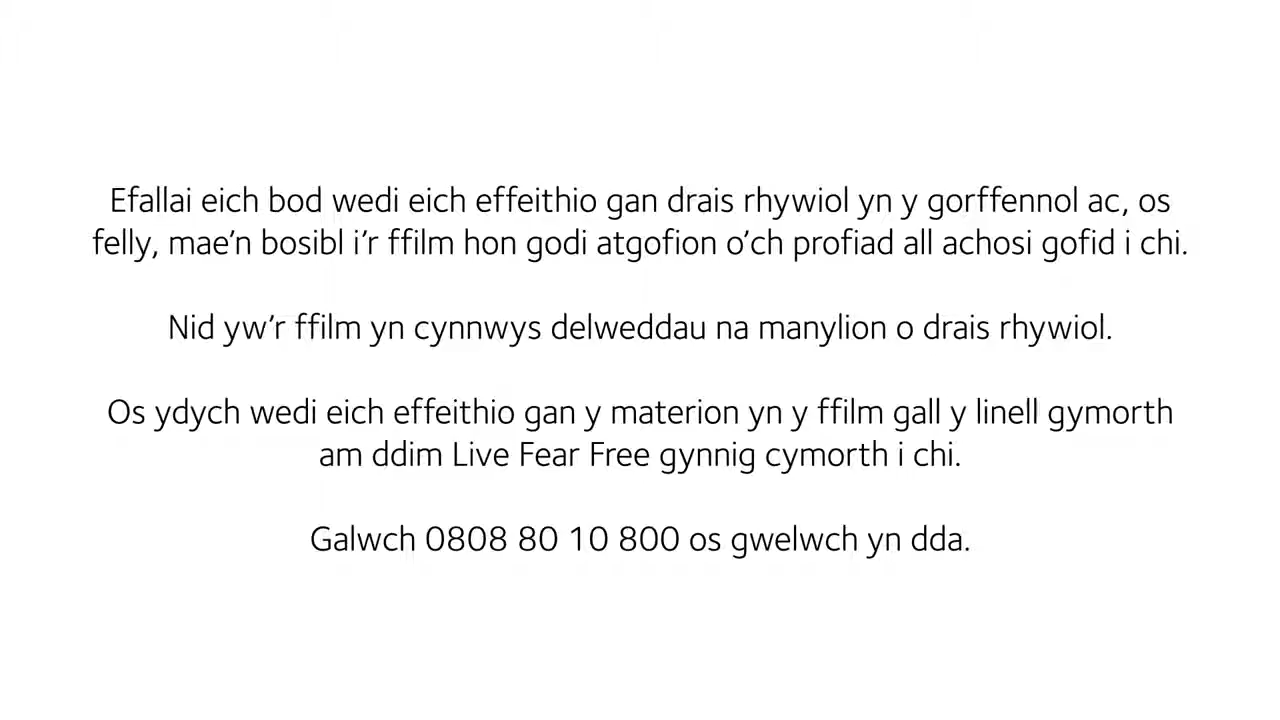 Efallai eich bod wedi eich effeithio gan drais rhywiol yn y gorffennol ac, os
felly, mae’n bosibl i’r ffilm hon godi atgofion o’ch profiad all achosi gofid i chi.
Nid yw’r ffilm yn cynnwys delweddau na manylion o drais rhywiol.
Os ydych wedi eich effeithio gan y materion yn y ffilm gall y linell gymorth
am ddim Live Fear Free gynnig cymorth i chi.
Galwch 0808 80 10 800 os gwelwch yn dda.